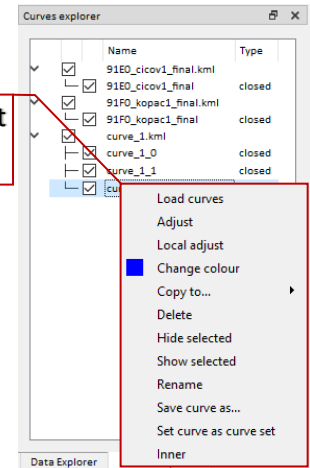 Curves explorer
Name Type
91E0_cicov1_final.kml
91E0_cicov1_final closed
91F0_kopac1_final.kml
91F0_kopac1_final closed
curve_1.kml
curve_1_0 closed
curve_1_1 closed
Load curves
Adjust
Local adjust
Change colour
Copy to...
Delete
Hide selected
Show selected
Rename
Save curve as...
Set curve as curve set
Inner
Data Explorer